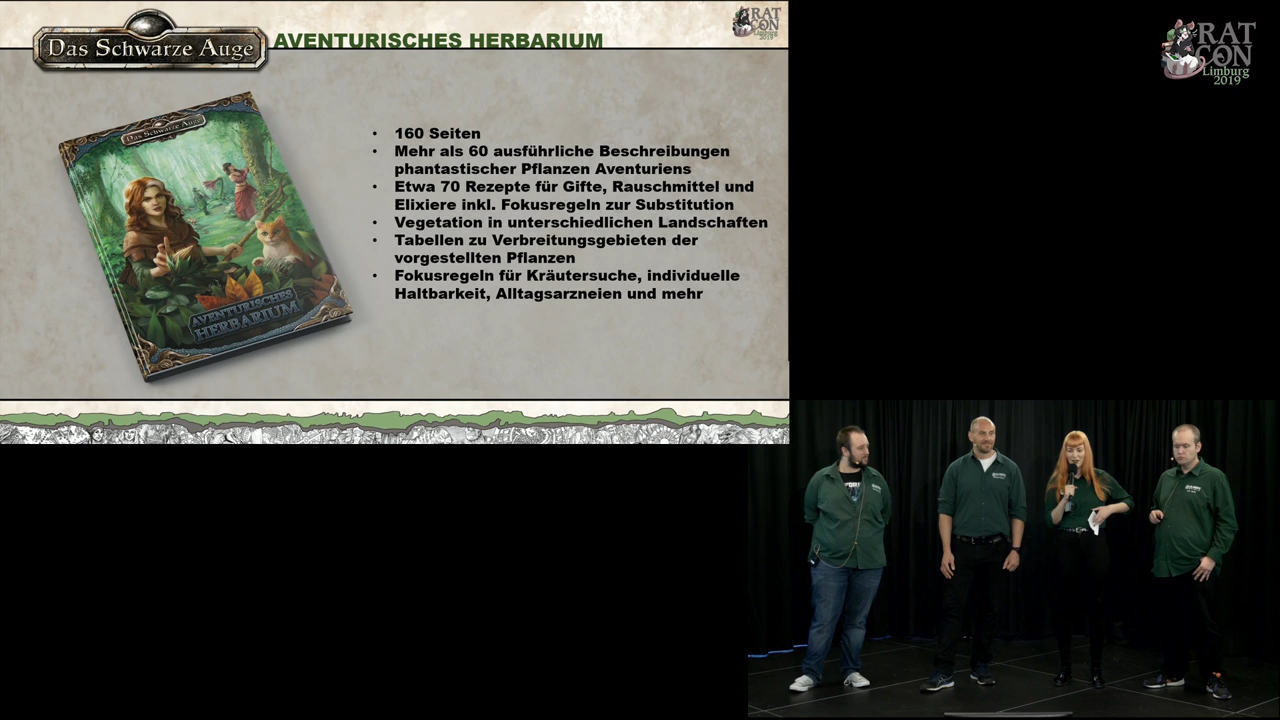 Das Schwarze Auge
AVENTURISCHES HERBARIUM
RAT
CON
Limburg
2019
RAT
CON
Limburg
2019
Das Schwarze Auge
AVENTURISCHES
HERBARIUM
• 160 Seiten
• Mehr als 60 ausführliche Beschreibungen
phantastischer Pflanzen Aventuriens
• Etwa 70 Rezepte für Gifte, Rauschmittel und
Elixiere inkl. Fokusregeln zur Substitution
• Vegetation in unterschiedlichen Landschaften
• Tabellen zu Verbreitungsgebieten der
vorgestellten Pflanzen
• Fokusregeln für Kräutersuche, individuelle
Haltbarkeit, Alltagsarzneien und mehr